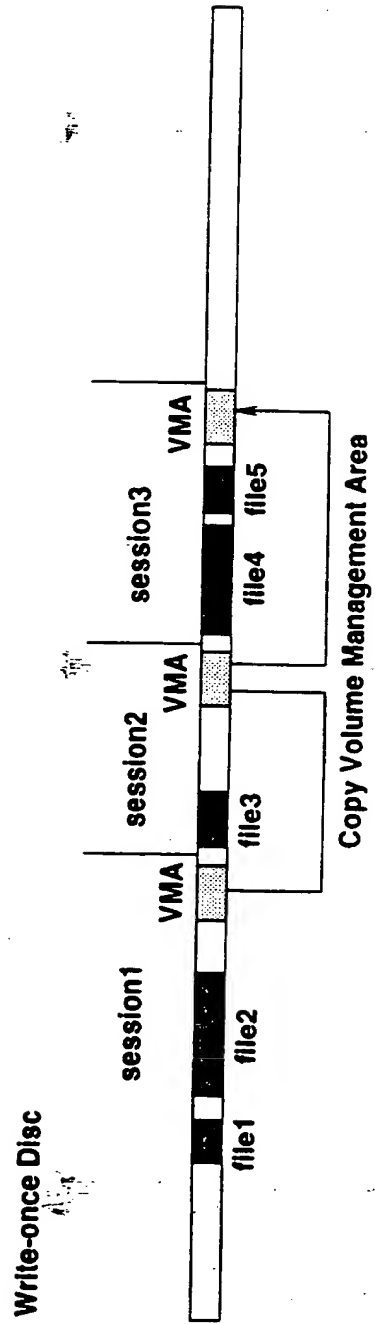 Write-once Disc
session1
session2
session3
VMA
VMA
VMA
file1
file2
file3
file4
file5
Copy Volume Management Area